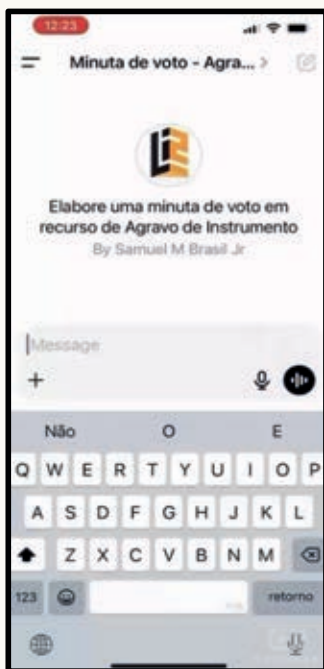 12:23
Minuta de voto - Agra... >
Elabore uma minuta de voto em
recurso de Agravo de Instrumento
By Samuel M Brasil Jr
Message
Não O E
Q W E R T Y U I O P
A S D F G H J K L
Z X C V B N M
123 retorno